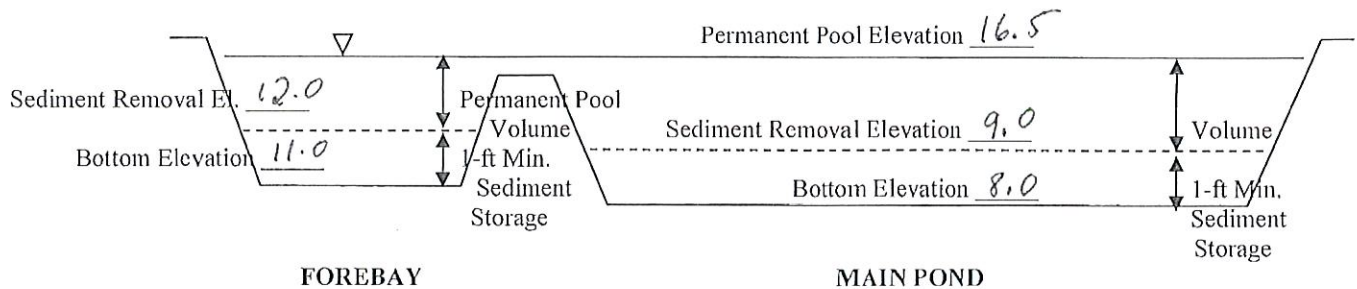 Permanent Pool Elevation 16.5
Sediment Removal El. 12.0
Permanent Pool
Volume
Sediment Removal Elevation 9.0
Volume
Bottom Elevation 11.0
1-ft Min.
Sediment
Storage
Bottom Elevation 8.0
1-ft Min.
Sediment
Storage
FOREBAY
MAIN POND